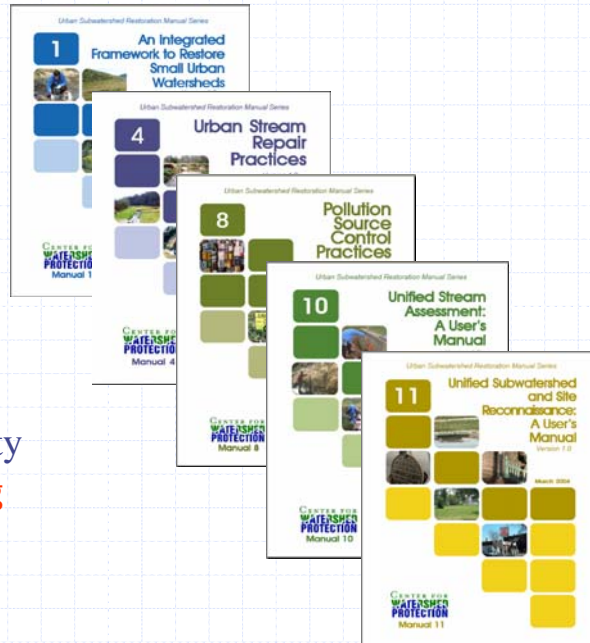 Urban Subwatershed Restoration Manual Series
1
An Integrated
Framework to Restore
Small Urban
Watersheds
CENTER FOR
WATERSHED
PROTECTION
Manual 1
Urban Subwatershed Restoration Manual Series
4
Urban Stream
Repair
Practices
CENTER FOR
WATERSHED
PROTECTION
Manual 4
Urban Subwatershed Restoration Manual Series
8
Pollution
Source
Control
Practices
CENTER FOR
WATERSHED
PROTECTION
Manual 8
Urban Subwatershed Restoration Manual Series
10
Unified Stream
Assessment:
A User's
Manual
CENTER FOR
WATERSHED
PROTECTION
Manual 10
Urban Subwatershed Restoration Manual Series
11
Unified Subwatershed
and Site
Reconnaissance:
A User's
Manual
Version 1.0
March 2004
CENTER FOR
WATERSHED
PROTECTION
Manual 11
ty
g